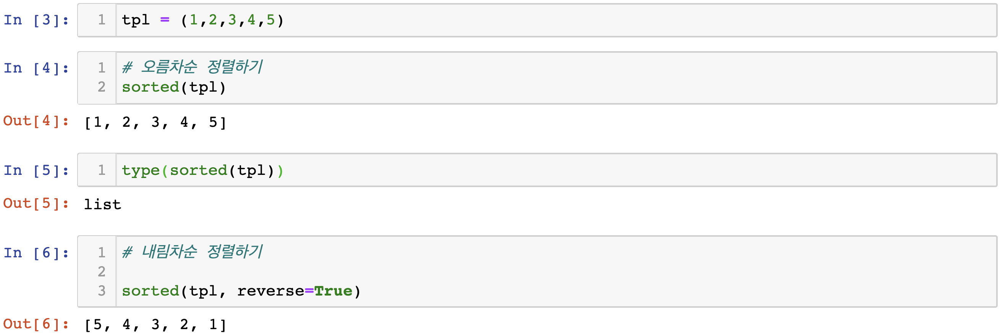 In [3]: 1 tpl = (1,2,3,4,5)
In [4]: 1 # 오름차순 정렬하기
2 sorted(tpl)
Out[4]: [1, 2, 3, 4, 5]
In [5]: 1 type(sorted(tpl))
Out[5]: list
In [6]: 1 # 내림차순 정렬하기
2
3 sorted(tpl, reverse=True)
Out[6]: [5, 4, 3, 2, 1]